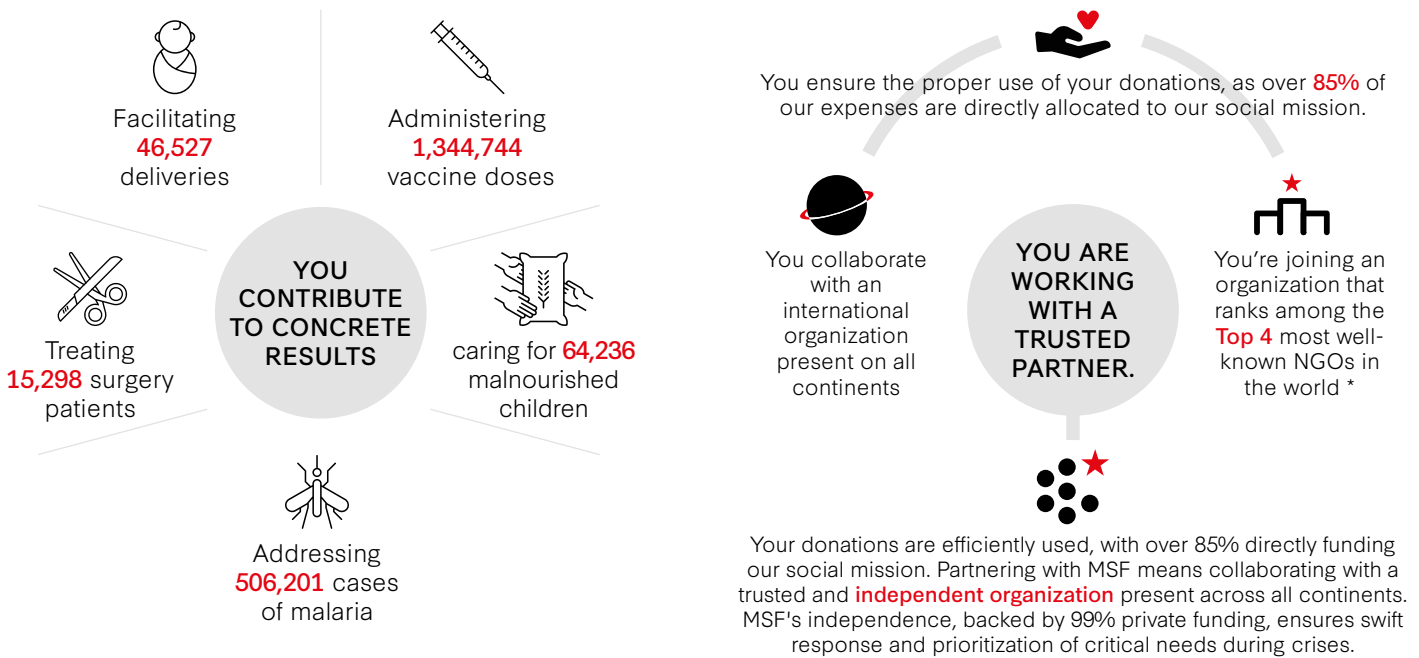 Facilitating
46,527
deliveries
Administering
1,344,744
vaccine doses
Treating
15,298 surgery
patients
YOU
CONTRIBUTE
TO CONCRETE
RESULTS
caring for 64,236
malnourished
children
Addressing
506,201 cases
of malaria
You ensure the proper use of your donations, as over 85% of
our expenses are directly allocated to our social mission.
You collaborate
with an
international
organization
present on all
continents
YOU ARE
WORKING
WITH A
TRUSTED
PARTNER.
You're joining an
organization that
ranks among the
Top 4 most well-
known NGOs in
the world *
Your donations are efficiently used, with over 85% directly funding
our social mission. Partnering with MSF means collaborating with a
trusted and independent organization present across all continents.
MSF's independence, backed by 99% private funding, ensures swift
response and prioritization of critical needs during crises.